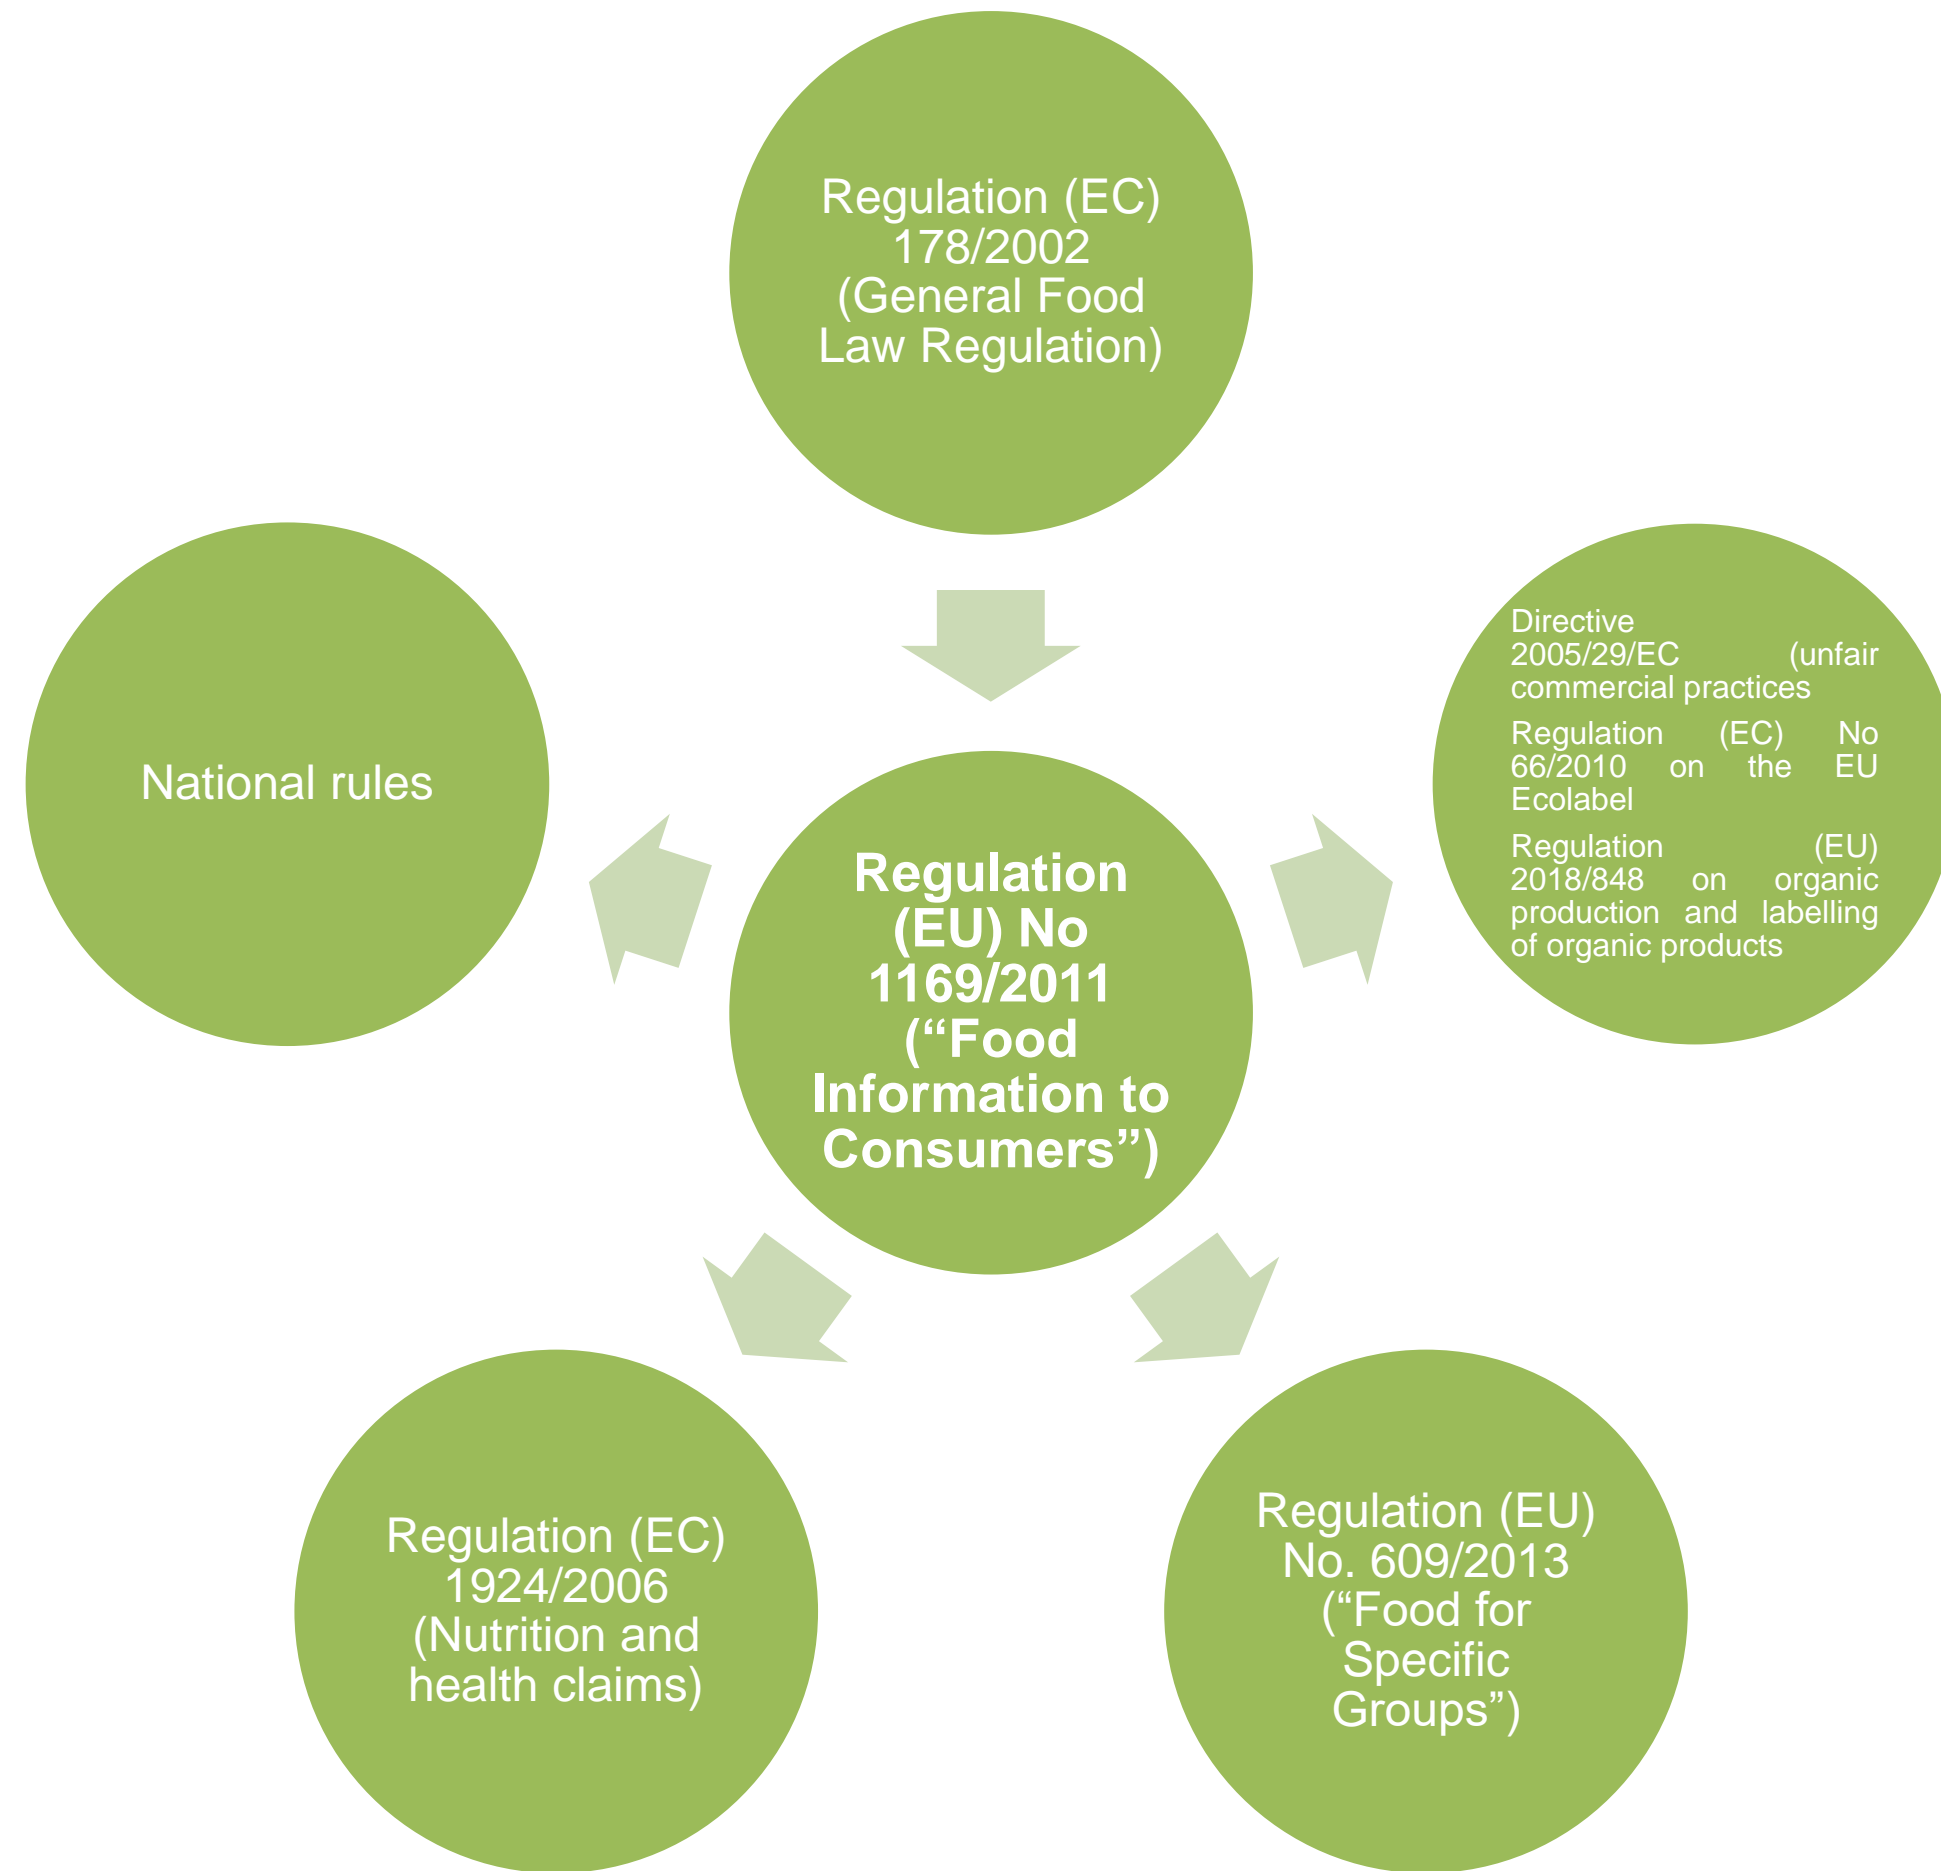 Regulation (EC)
178/2002
(General Food
Law Regulation)
National rules
Directive
2005/29/EC (unfair
commercial practices
Regulation (EC) No
66/2010 on the EU
Ecolabel
Regulation (EU)
2018/848 on organic
production and labelling
of organic products
Regulation
(EU) No
1169/2011
(“Food
Information to
Consumers”)
Regulation (EC)
1924/2006
(Nutrition and
health claims)
Regulation (EU)
No. 609/2013
(“Food for
Specific
Groups”)